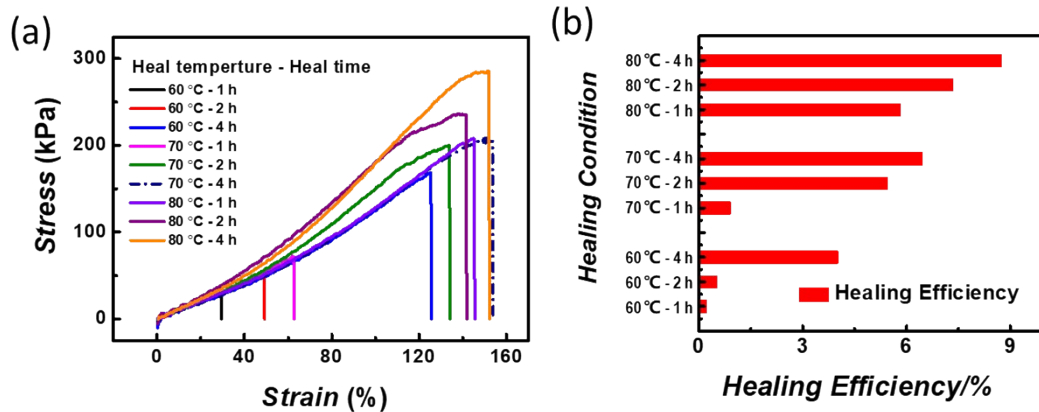 (a)
Stress (kPa)
300
200
100
0
Heal temperture - Heal time
60 °C - 1 h
60 °C - 2 h
60 °C - 4 h
70 °C - 1 h
70 °C - 2 h
70 °C - 4 h
80 °C - 1 h
80 °C - 2 h
80 °C - 4 h
0 40 80 120 160
Strain (%)
(b)
Healing Condition
80℃ - 4 h
80℃ - 2 h
80℃ - 1 h
70℃ - 4 h
70℃ - 2 h
70℃ - 1 h
60℃ - 4 h
60℃ - 2 h
60℃ - 1 h
Healing Efficiency
0 3 6 9
Healing Efficiency/%